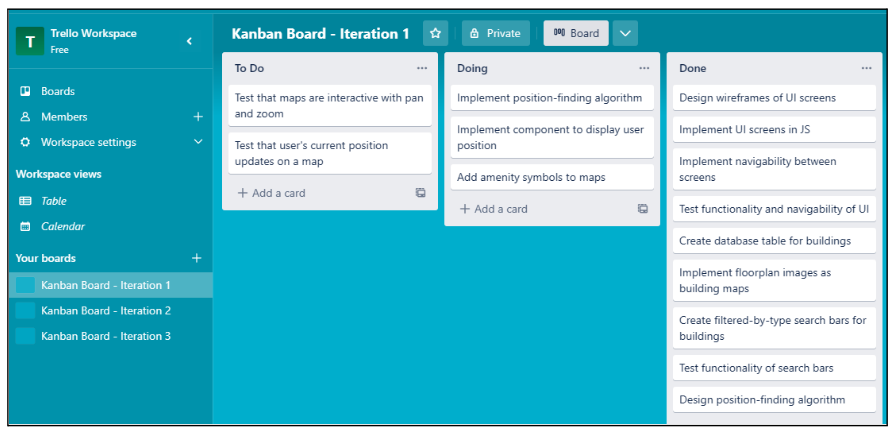 T
Trello Workspace
Free
Boards
Members
Workspace settings
Workspace views
Table
Calendar
Your boards
Kanban Board - Iteration 1
Kanban Board - Iteration 2
Kanban Board - Iteration 3
Kanban Board - Iteration 1
Private
Board
To Do
Test that maps are interactive with pan
and zoom
Test that user's current position
updates on a map
+ Add a card
Doing
Implement position-finding algorithm
Implement component to display user
position
Add amenity symbols to maps
+ Add a card
Done
Design wireframes of UI screens
Implement UI screens in JS
Implement navigability between
screens
Test functionality and navigability of UI
Create database table for buildings
Implement floorplan images as
building maps
Create filtered-by-type search bars for
buildings
Test functionality of search bars
Design position-finding algorithm